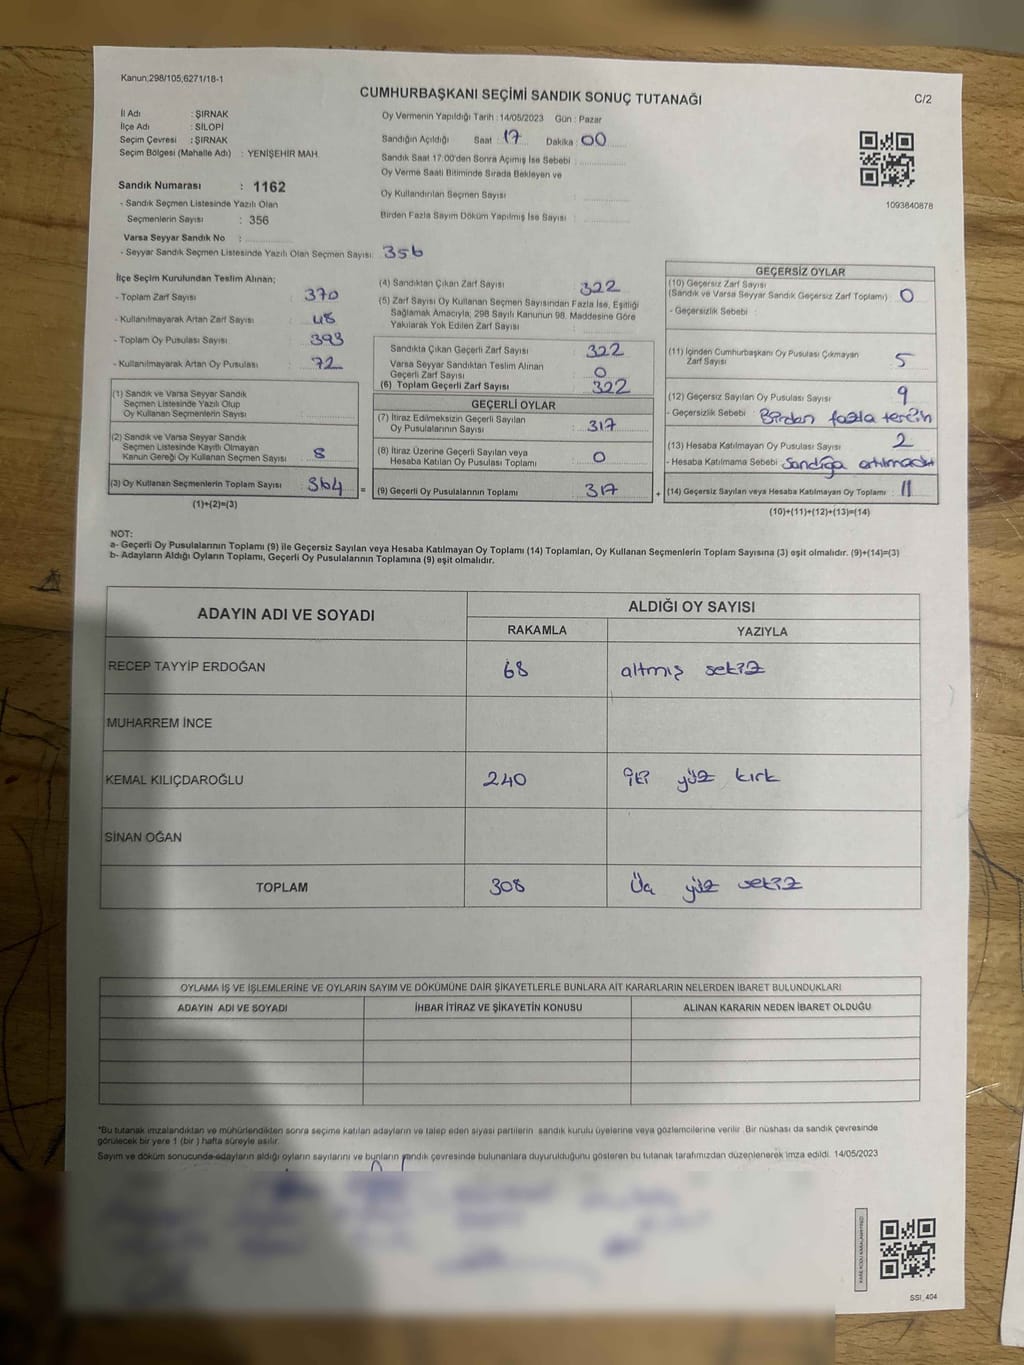 Kanun;298/105,6271/18-1
CUMHURBAŞKANI SEÇİMİ SANDIK SONUÇ TUTANAĞI
C/2
İl Adı : ŞIRNAK
İlçe Adı : SİLOPİ
Seçim Çevresi : ŞIRNAK
Seçim Bölgesi (Mahalle Adı) : YENİŞEHİR MAH.
Sandık Numarası : 1162
- Sandık Seçmen Listesinde Yazılı Olan
Seçmenlerin Sayısı : 356
Varsa Seyyar Sandık No :
- Seyyar Sandık Seçmen Listesinde Yazılı Olan Seçmen Sayısı: 356
Oy Vermenin Yapıldığı Tarih : 14/05/2023 Gün : Pazar
Sandığın Açıldığı Saat : 17 Dakika : 00
Sandık Saat 17:00'den Sonra Açımış İse Sebebi :
Oy Verme Saati Bitiminde Sırada Bekleyen ve
Oy Kullandırılan Seçmen Sayısı :
Birden Fazla Sayım Döküm Yapılmış İse Sayısı :
1093840878
İlçe Seçim Kurulundan Teslim Alınan;
- Toplam Zarf Sayısı : 370
- Kullanılmayarak Artan Zarf Sayısı : 48
- Toplam Oy Pusulası Sayısı : 393
- Kullanılmayarak Artan Oy Pusulası : 72
(1) Sandık ve Varsa Seyyar Sandık
Seçmen Listesinde Yazılı Olup
Oy Kullanan Seçmenlerin Sayısı :
(2) Sandık ve Varsa Seyyar Sandık
Seçmen Listesinde Kayıtlı Olmayan
Kanun Gereği Oy Kullanan Seçmen Sayısı : 8
(3) Oy Kullanan Seçmenlerin Toplam Sayısı : 364
(1)+(2)=(3)
(4) Sandıktan Çıkan Zarf Sayısı : 322
(5) Zarf Sayısı Oy Kullanan Seçmen Sayısından Fazla İse, Eşitliği
Sağlamak Amacıyla; 298 Sayılı Kanunun 98. Maddesine Göre
Yakılarak Yok Edilen Zarf Sayısı :
Sandıkta Çıkan Geçerli Zarf Sayısı : 322
Varsa Seyyar Sandıktan Teslim Alınan
Geçerli Zarf Sayısı : 0
(6) Toplam Geçerli Zarf Sayısı : 322
GEÇERLİ OYLAR
(7) İtiraz Edilmeksizin Geçerli Sayılan
Oy Pusulalarının Sayısı : 317
(8) İtiraz Üzerine Geçerli Sayılan veya
Hesaba Katılan Oy Pusulası Toplamı : 0
= (9) Geçerli Oy Pusulalarının Toplamı : 317
GEÇERSİZ OYLAR
(10) Geçersiz Zarf Sayısı
(Sandık ve Varsa Seyyar Sandık Geçersiz Zarf Toplamı) : 0
- Geçersizlik Sebebi :
(11) İçinden Cumhurbaşkanı Oy Pusulası Çıkmayan
Zarf Sayısı : 5
(12) Geçersiz Sayılan Oy Pusulası Sayısı : 9
- Geçersizlik Sebebi : Birden fazla tercih
(13) Hesaba Katılmayan Oy Pusulası Sayısı : 2
- Hesaba Katılmama Sebebi : Sandığa atılmadı
+ (14) Geçersiz Sayılan veya Hesaba Katılmayan Oy Toplamı : 11
(10)+(11)+(12)+(13)=(14)
NOT:
a- Geçerli Oy Pusulalarının Toplamı (9) ile Geçersiz Sayılan veya Hesaba Katılmayan Oy Toplamı (14) Toplamları, Oy Kullanan Seçmenlerin Toplam Sayısına (3) eşit olmalıdır. (9)+(14)=(3)
b- Adayların Aldığı Oyların Toplamı, Geçerli Oy Pusulalarının Toplamına (9) eşit olmalıdır.
ADAYIN ADI VE SOYADI
ALDIĞI OY SAYISI
RAKAMLA YAZIYLA
RECEP TAYYİP ERDOĞAN 68 altmış sekiz
MUHARREM İNCE
KEMAL KILIÇDAROĞLU 240 iki yüz kırk
SİNAN OĞAN
TOPLAM 308 Üç yüz sekiz
OYLAMA İŞ VE İŞLEMLERİNE VE OYLARIN SAYIM VE DÖKÜMÜNE DAİR ŞİKAYETLERLE BUNLARA AİT KARARLARIN NELERDEN İBARET BULUNDUKLARI
ADAYIN ADI VE SOYADI İHBAR İTİRAZ VE ŞİKAYETİN KONUSU ALINAN KARARIN NEDEN İBARET OLDUĞU
*Bu tutanak imzalandıktan ve mühürlendikten sonra seçime katılan adayların ve talep eden siyasi partilerin sandık kurulu üyelerine veya gözlemcilerine verilir. Bir nüshası da sandık çevresinde
görülecek bir yere 1 (bir ) hafta süreyle asılır.
Sayım ve döküm sonucunda adayların aldığı oyların sayılarını ve bunların sandık çevresinde bulunanlara duyurulduğunu gösteren bu tutanak tarafımızdan düzenlenerek imza edildi. 14/05/2023
SSİ_404